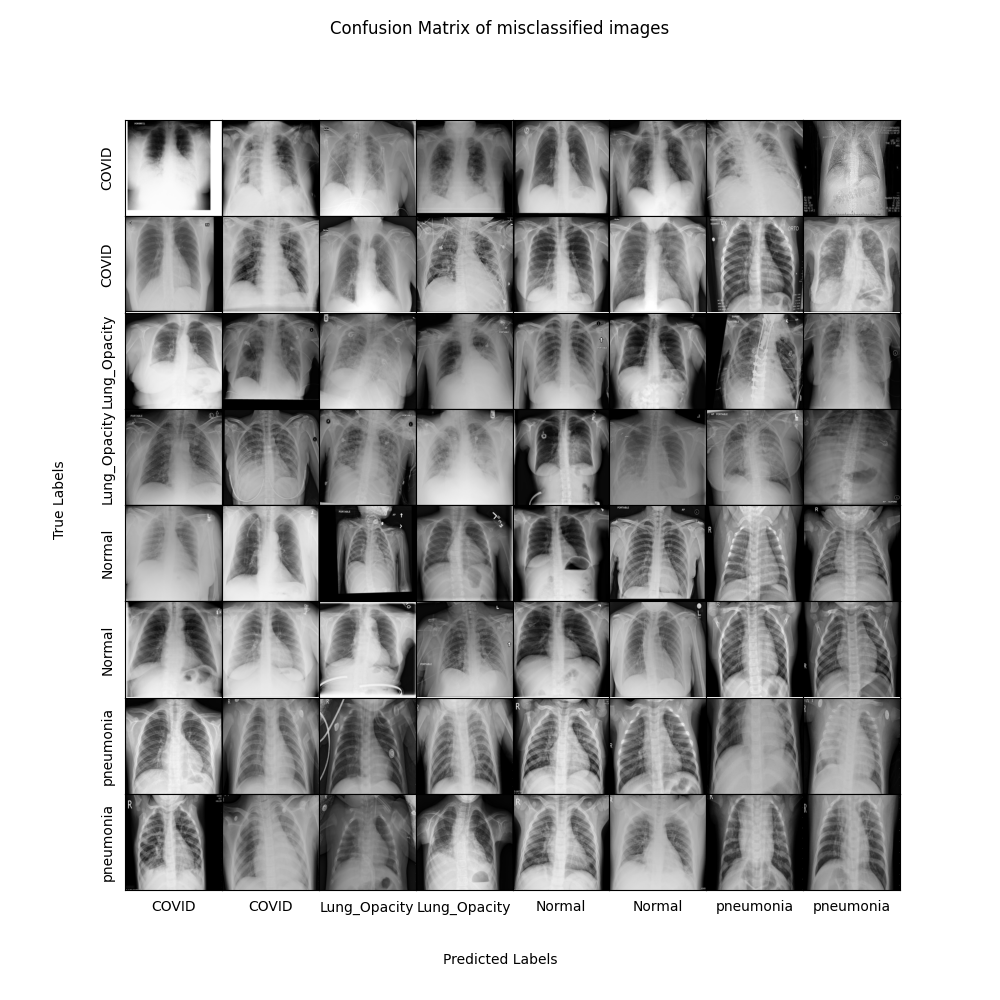 Confusion Matrix of misclassified images
COVID
COVID
Lung_Opacity
Lung_Opacity
Normal
Normal
pneumonia
pneumonia
True Labels
COVID COVID Lung_Opacity Lung_Opacity Normal Normal pneumonia pneumonia
Predicted Labels